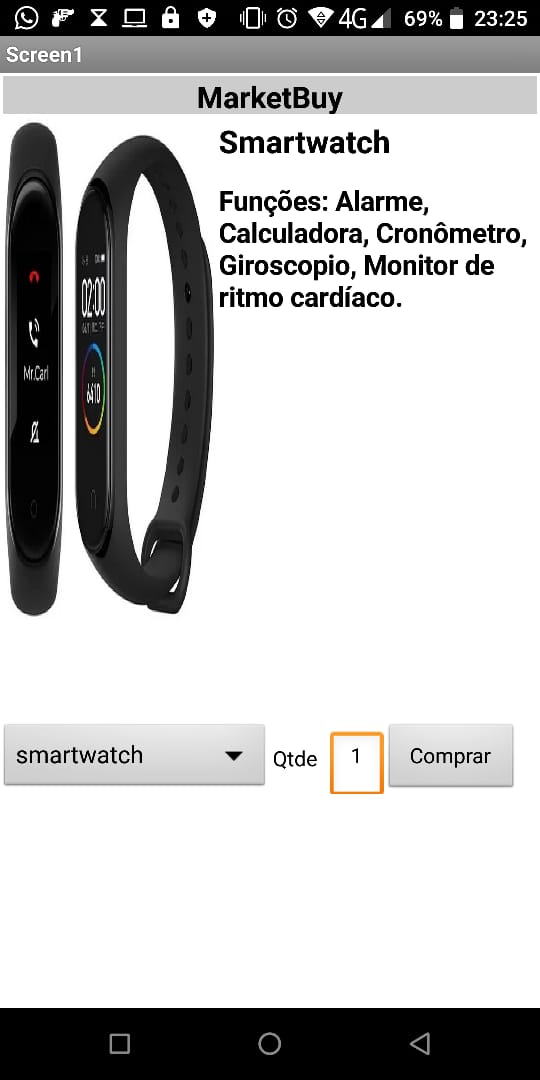 4G 69% 23:25
Screen1
MarketBuy
Smartwatch
Funções: Alarme,
Calculadora, Cronômetro,
Giroscopio, Monitor de
ritmo cardíaco.
Mr.Carl
02:00
6410
smartwatch
Qtde
1
Comprar